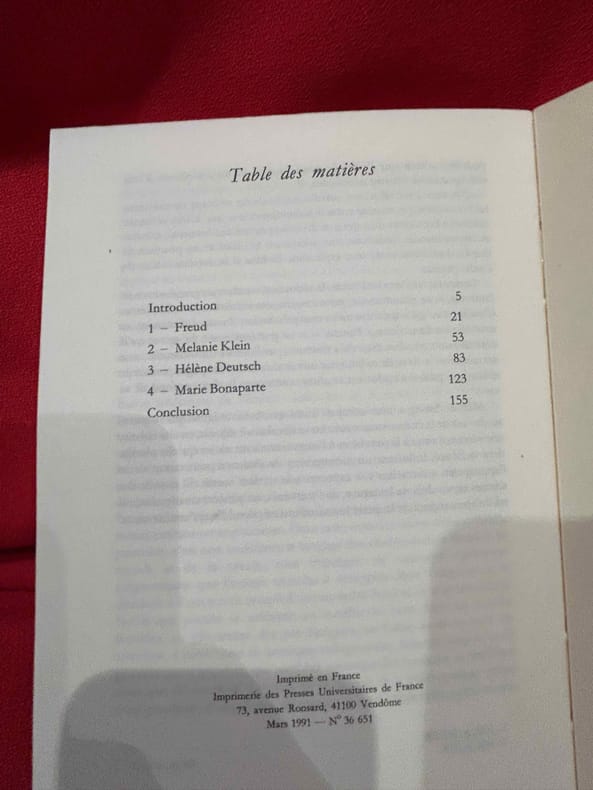 Table des matières
Introduction 5
1 — Freud 21
2 — Melanie Klein 53
3 — Hélène Deutsch 83
4 — Marie Bonaparte 123
Conclusion 155
Imprimé en France
Imprimerie des Presses Universitaires de France
73, avenue Ronsard, 41100 Vendôme
Mars 1991 — Nº 36 651